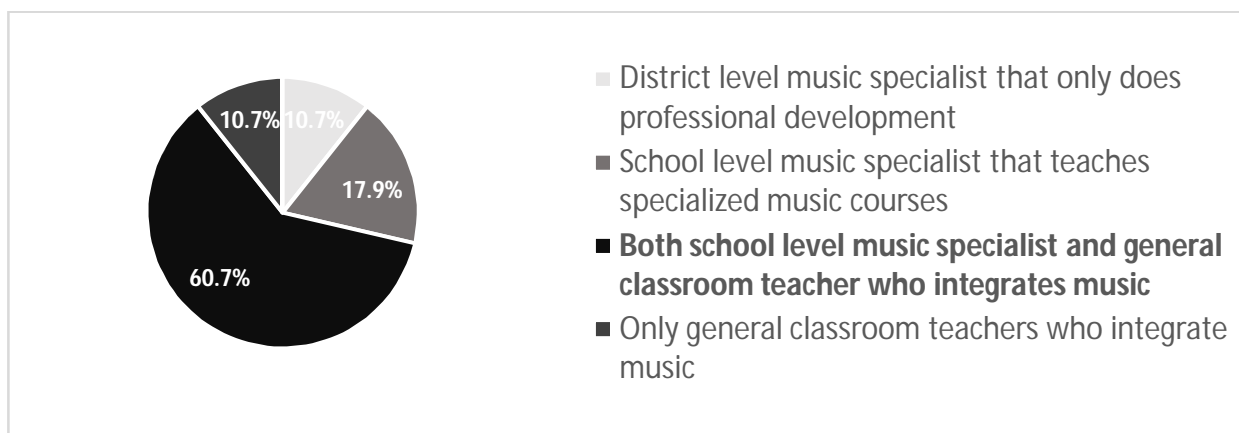 10.7%
10.7%
17.9%
60.7%
District level music specialist that only does
professional development
School level music specialist that teaches
specialized music courses
Both school level music specialist and general
classroom teacher who integrates music
Only general classroom teachers who integrate
music